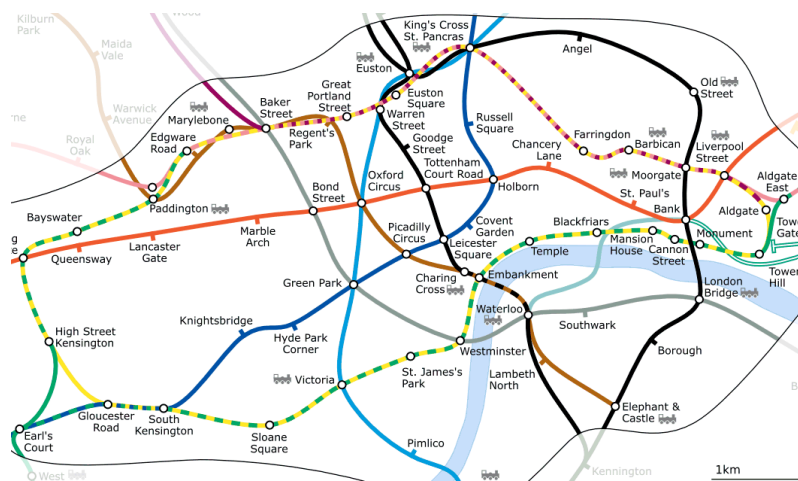 Kilburn
Park
Maida
Vale
Warwick
Avenue
Royal
Oak
King's Cross
St. Pancras
Euston
Angel
Old
Street
Great
Portland
Street
Euston
Square
Baker
Street
Marylebone
Edgware
Road
Regent's
Park
Warren
Street
Goodge
Street
Russell
Square
Farringdon
Barbican
Liverpool
Street
Moorgate
Chancery
Lane
Tottenham
Court Road
Holborn
Oxford
Circus
Bond
Street
St. Paul's
Aldgate
East
Aldgate
Bank
Paddington
Bayswater
Queensway
Lancaster
Gate
Marble
Arch
Covent
Garden
Leicester
Square
Picadilly
Circus
Blackfriars
Mansion
House
Cannon
Street
Monument
Tower
Hill
Temple
Embankment
Charing
Cross
Green Park
Knightsbridge
Hyde Park
Corner
Waterloo
Southwark
London
Bridge
Westminster
St. James's
Park
Victoria
High Street
Kensington
Borough
Lambeth
North
Elephant &
Castle
Gloucester
Road
South
Kensington
Sloane
Square
Earl's
Court
West
Pimlico
Kennington
1km